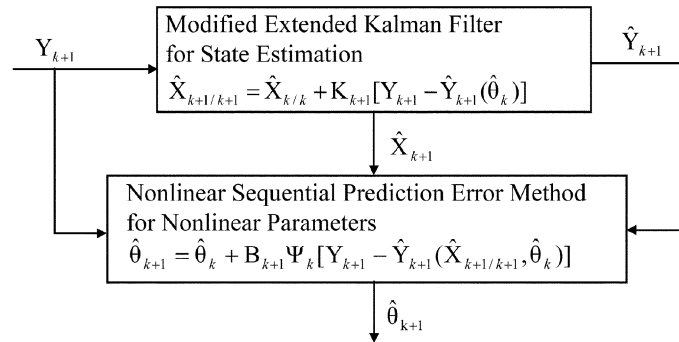 Y_{k+1}
Modified Extended Kalman Filter
for State Estimation
X̂_{k+1/k+1} = X̂_{k/k} + K_{k+1}[Y_{k+1} − Ŷ_{k+1}(θ̂_k)]
Ŷ_{k+1}
X̂_{k+1}
Nonlinear Sequential Prediction Error Method
for Nonlinear Parameters
θ̂_{k+1} = θ̂_k + B_{k+1}Ψ_k[Y_{k+1} − Ŷ_{k+1}(X̂_{k+1/k+1}, θ̂_k)]
θ̂_{k+1}